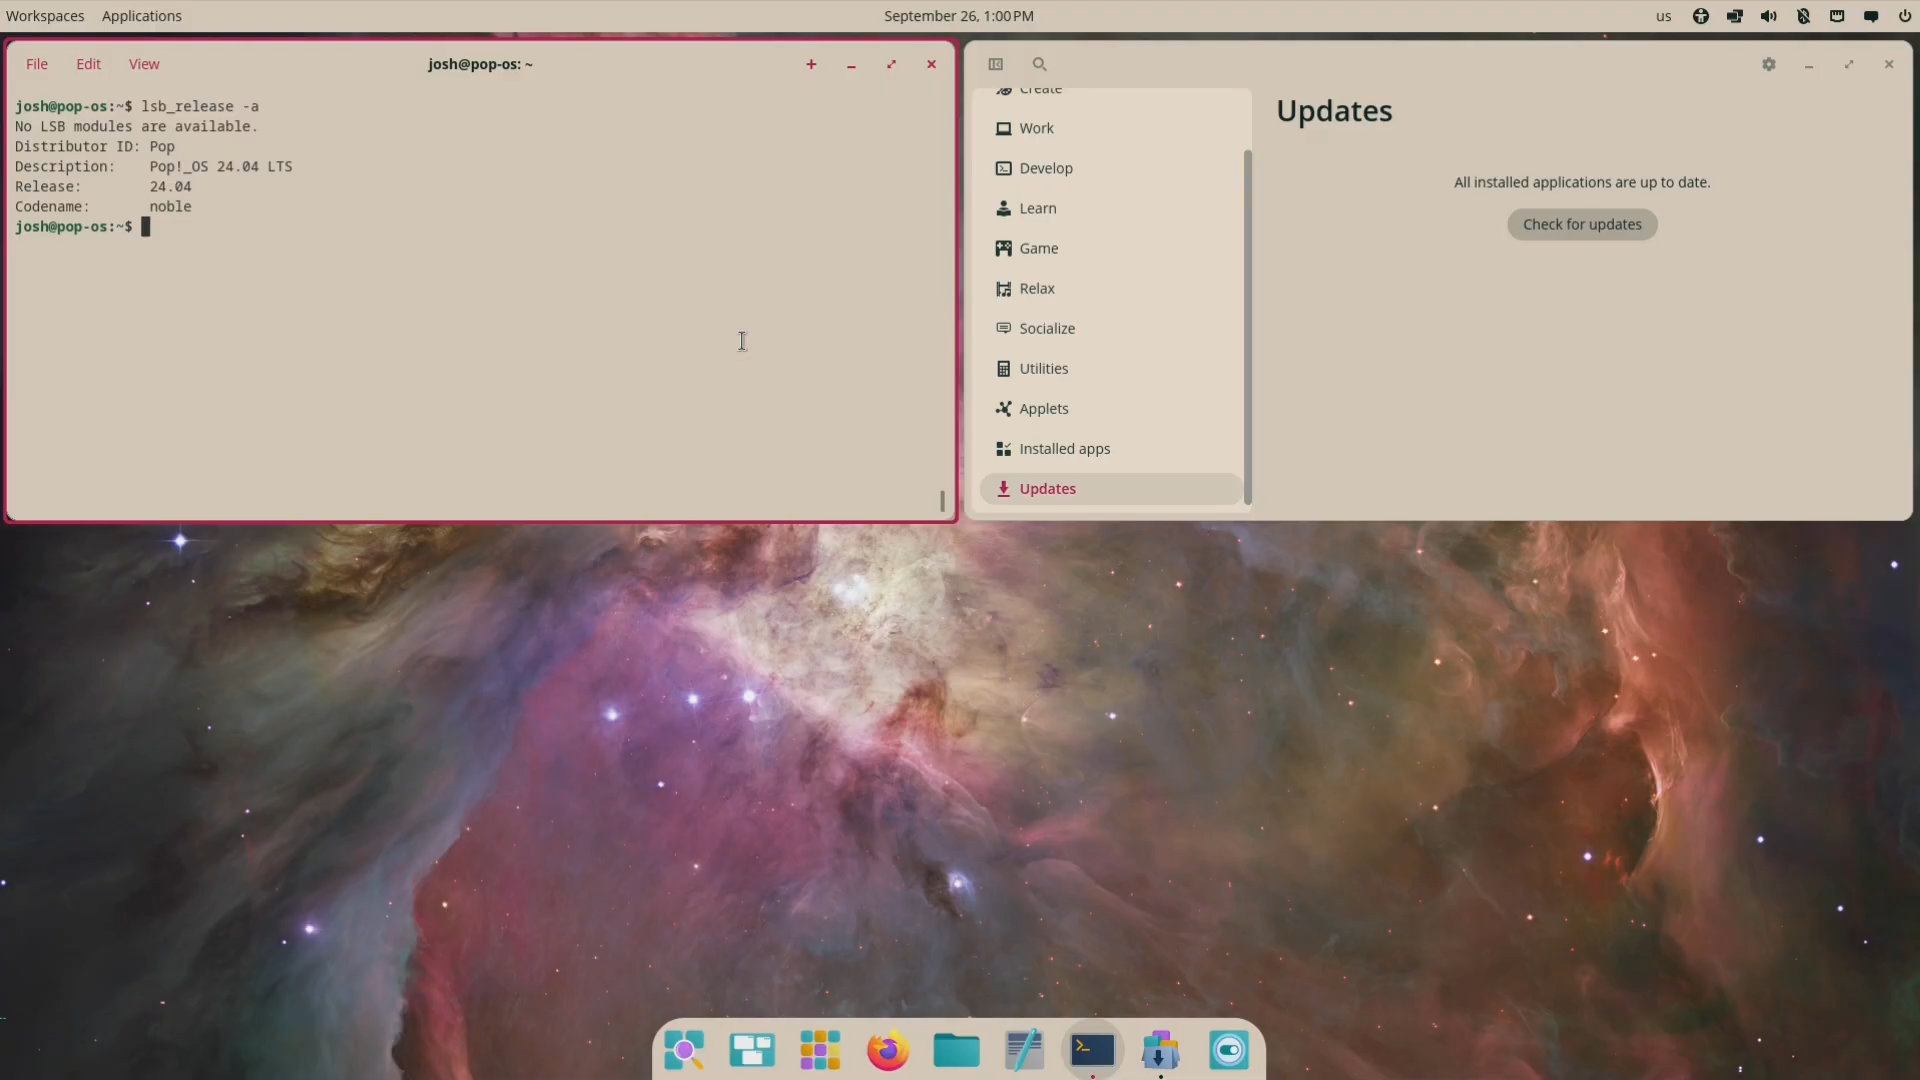 Workspaces Applications September 26, 1:00 PM us
File Edit View josh@pop-os: ~
josh@pop-os:~$ lsb_release -a
No LSB modules are available.
Distributor ID: Pop
Description: Pop!_OS 24.04 LTS
Release: 24.04
Codename: noble
josh@pop-os:~$
Create
Work
Develop
Learn
Game
Relax
Socialize
Utilities
Applets
Installed apps
Updates
Updates
All installed applications are up to date.
Check for updates